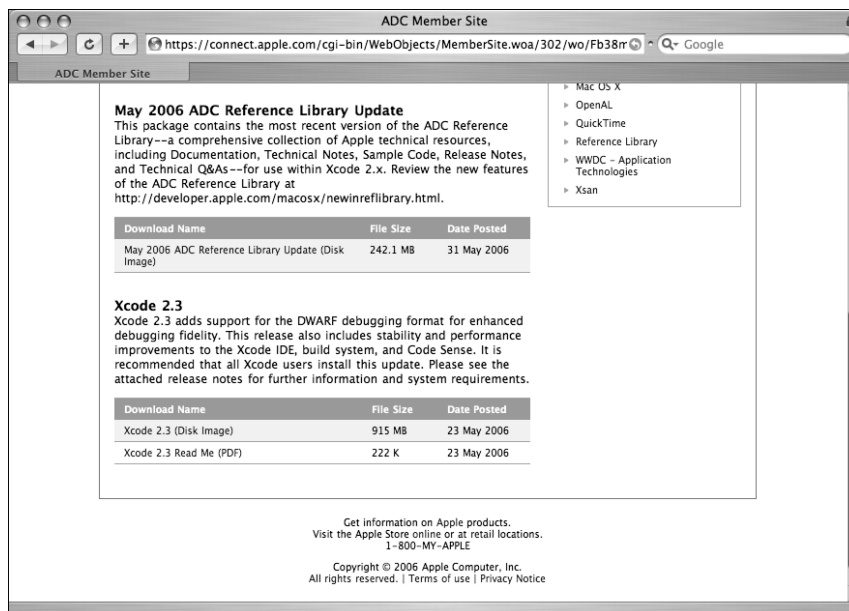 ADC Member Site
https://connect.apple.com/cgi-bin/WebObjects/MemberSite.woa/302/wo/Fb38m
Google
ADC Member Site
May 2006 ADC Reference Library Update
This package contains the most recent version of the ADC Reference
Library--a comprehensive collection of Apple technical resources,
including Documentation, Technical Notes, Sample Code, Release Notes,
and Technical Q&As--for use within Xcode 2.x. Review the new features
of the ADC Reference Library at
http://developer.apple.com/macosx/newinreflibrary.html.
Download Name File Size Date Posted
May 2006 ADC Reference Library Update (Disk
Image) 242.1 MB 31 May 2006
Xcode 2.3
Xcode 2.3 adds support for the DWARF debugging format for enhanced
debugging fidelity. This release also includes stability and performance
improvements to the Xcode IDE, build system, and Code Sense. It is
recommended that all Xcode users install this update. Please see the
attached release notes for further information and system requirements.
Download Name File Size Date Posted
Xcode 2.3 (Disk Image) 915 MB 23 May 2006
Xcode 2.3 Read Me (PDF) 222 K 23 May 2006
Mac OS X
OpenAL
QuickTime
Reference Library
WWDC - Application
Technologies
Xsan
Get information on Apple products.
Visit the Apple Store online or at retail locations.
1-800-MY-APPLE
Copyright © 2006 Apple Computer, Inc.
All rights reserved. | Terms of use | Privacy Notice